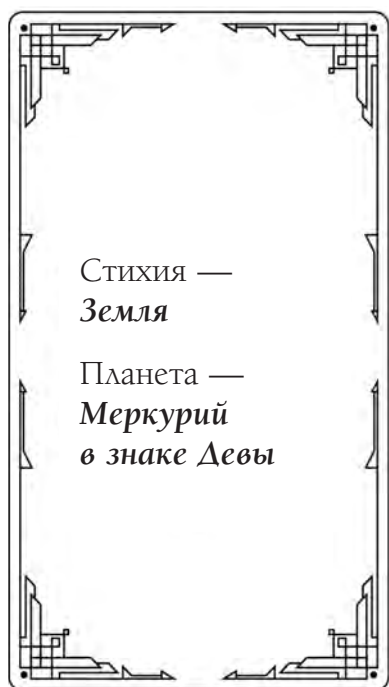 Стихия —
Земля
Планета —
Меркурий
в знаке Девы